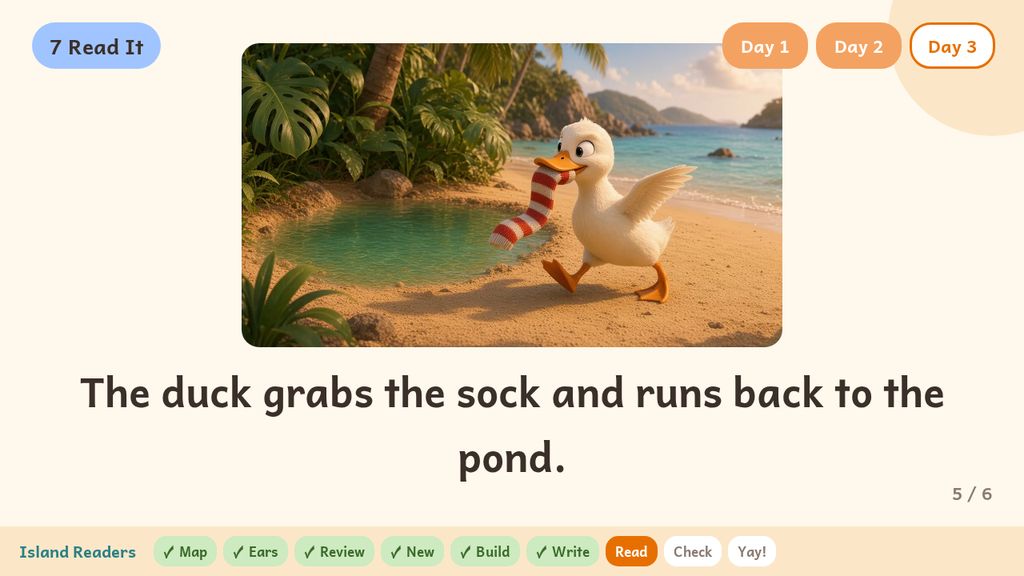 7 Read It
Day 1
Day 2
Day 3
The duck grabs the sock and runs back to the
pond.
5 / 6
Island Readers
✓ Map
✓ Ears
✓ Review
✓ New
✓ Build
✓ Write
Read
Check
Yay!